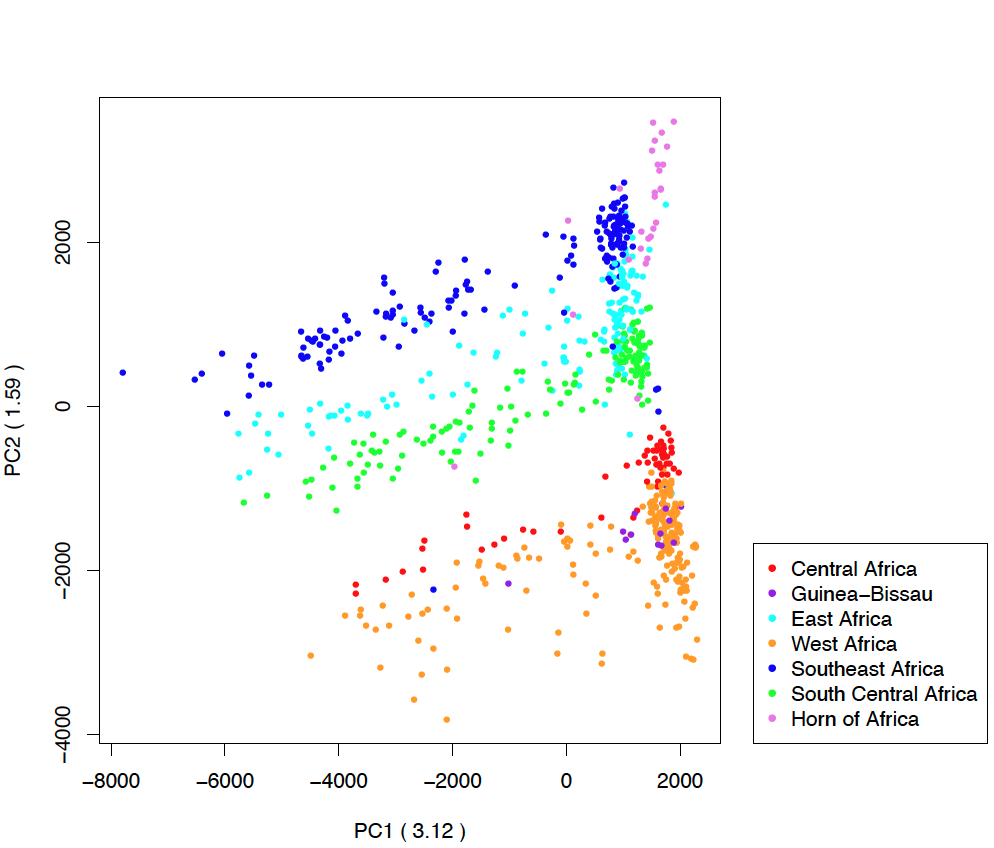 2000
0
−2000
−4000
PC2 ( 1.59 )
−8000 −6000 −4000 −2000 0 2000
PC1 ( 3.12 )
Central Africa
Guinea−Bissau
East Africa
West Africa
Southeast Africa
South Central Africa
Horn of Africa